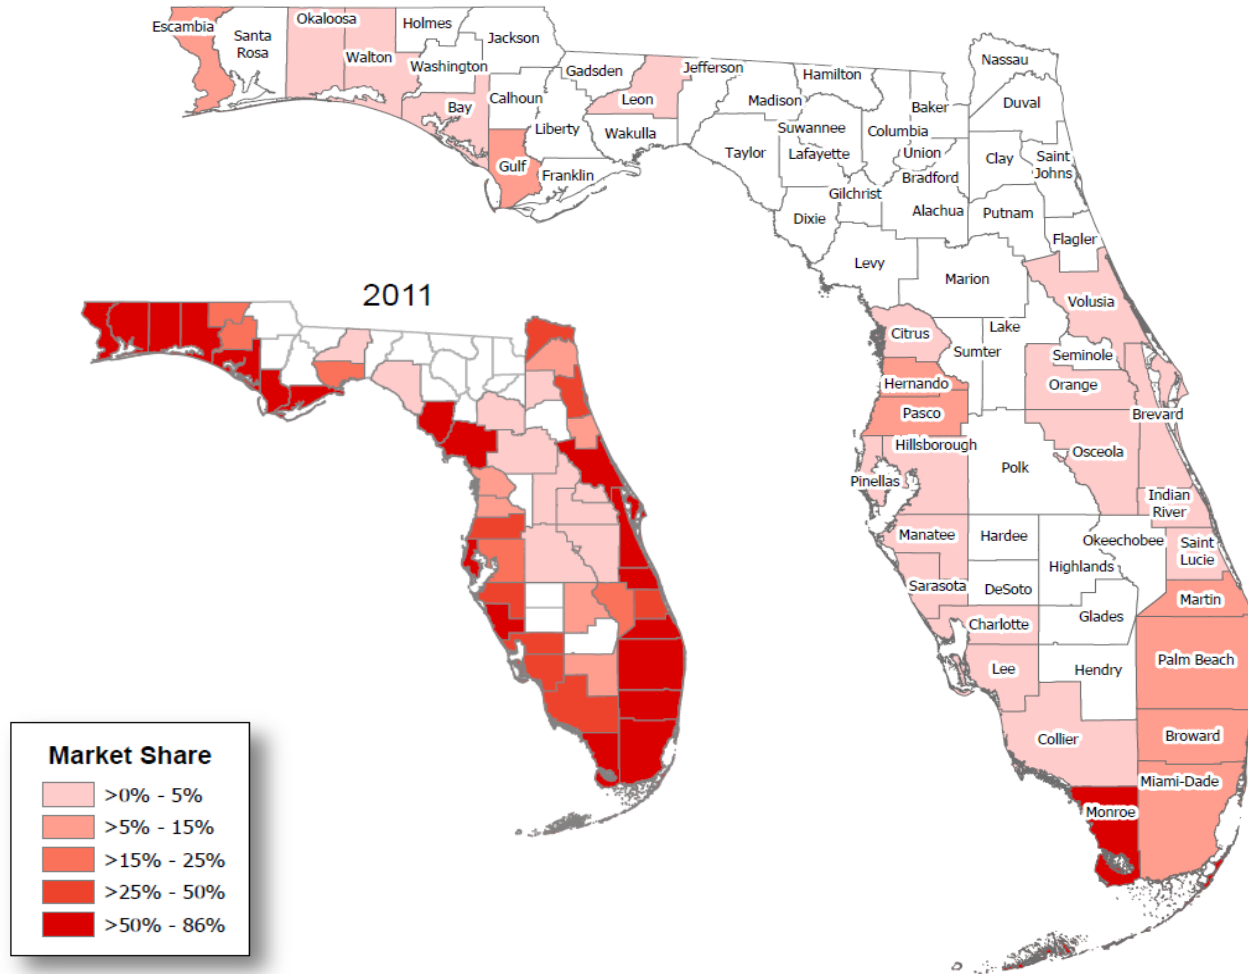 Escambia
Santa
Rosa
Okaloosa
Walton
Holmes
Washington
Jackson
Bay
Calhoun
Gulf
Gadsden
Liberty
Franklin
Leon
Wakulla
Jefferson
Madison
Taylor
Hamilton
Suwannee
Lafayette
Dixie
Gilchrist
Columbia
Baker
Union
Bradford
Alachua
Nassau
Duval
Clay
Saint
Johns
Putnam
Flagler
Levy
Marion
Volusia
Citrus
Sumter
Lake
Seminole
Orange
Hernando
Pasco
Brevard
Hillsborough
Pinellas
Polk
Osceola
Indian
River
Manatee
Hardee
Okeechobee
Saint
Lucie
Highlands
Sarasota
DeSoto
Martin
Charlotte
Glades
Lee
Hendry
Palm Beach
Collier
Broward
Miami-Dade
Monroe
2011
Market Share
>0% - 5%
>5% - 15%
>15% - 25%
>25% - 50%
>50% - 86%